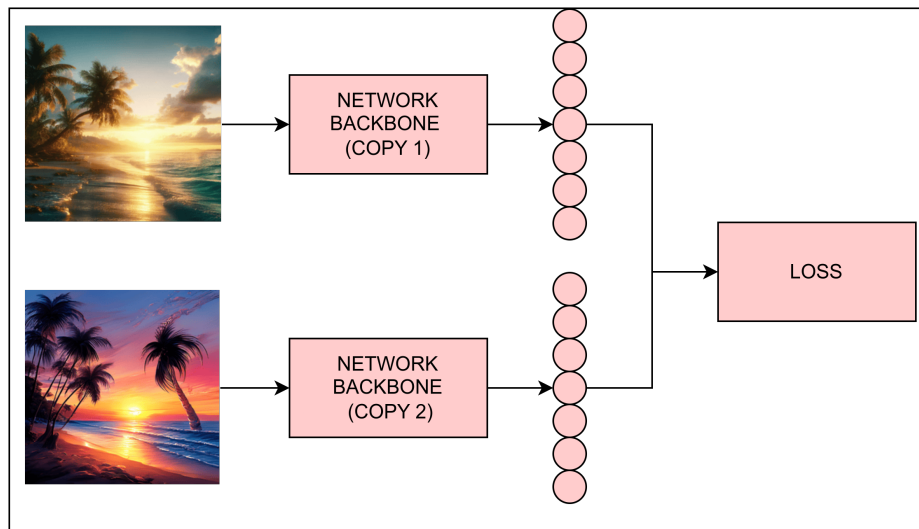 NETWORK
BACKBONE
(COPY 1)
LOSS
NETWORK
BACKBONE
(COPY 2)